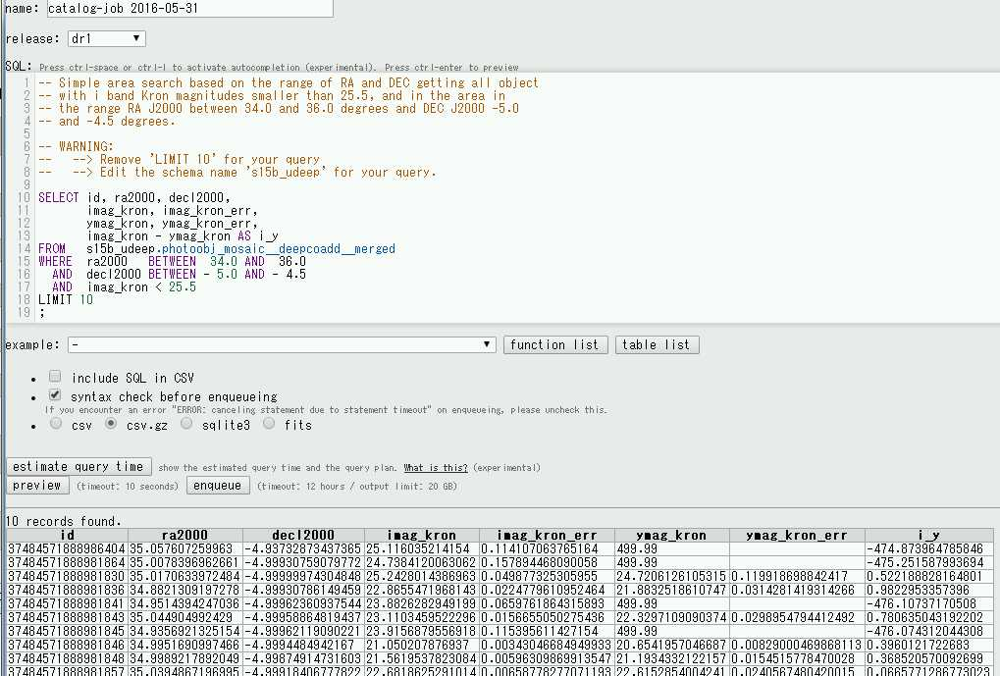 name: catalog-job 2016-05-31
release: dr1
SQL: Press ctrl-space or ctrl-I to activate autocompletion (experimental). Press ctrl-enter to preview
1 -- Simple area search based on the range of RA and DEC getting all object
2 -- with i band Kron magnitudes smaller than 25.5, and in the area in
3 -- the range RA J2000 between 34.0 and 36.0 degrees and DEC J2000 -5.0
4 -- and -4.5 degrees.
5
6 -- WARNING:
7 --   --> Remove 'LIMIT 10' for your query
8 --   --> Edit the schema name 's15b_udeep' for your query.
9
10 SELECT id, ra2000, decl2000,
11 imag_kron, imag_kron_err,
12 ymag_kron, ymag_kron_err,
13 imag_kron - ymag_kron AS i_y
14 FROM s15b_udeep.photoobj_mosaic__deepcoadd__merged
15 WHERE ra2000 BETWEEN 34.0 AND 36.0
16 AND decl2000 BETWEEN - 5.0 AND - 4.5
17 AND imag_kron < 25.5
18 LIMIT 10
19 ;
example: -
function list table list
include SQL in CSV
syntax check before enqueueing
If you encounter an error "ERROR: canceling statement due to statement timeout" on enqueueing, please uncheck this.
csv csv.gz sqlite3 fits
estimate query time show the estimated query time and the query plan. What is this? (experimental)
preview (timeout: 10 seconds) enqueue (timeout: 12 hours / output limit: 20 GB)
10 records found.
id ra2000 decl2000 imag_kron imag_kron_err ymag_kron ymag_kron_err i_y
37484571888986404 35.057607259963 -4.93732873437365 25.116035214154 0.114107063765164 499.99 -474.873964785846
37484571888981864 35.0078396962661 -4.99930759079772 24.7384120063062 0.157894468090058 499.99 -475.251587993694
37484571888981830 35.0170633972484 -4.99999974304848 25.2428014386963 0.049877325305955 24.7206126105315 0.119918698842417 0.522188828164801
37484571888981836 34.8821309197278 -4.99930786149459 22.8655471968143 0.0224779610952464 21.8832518610747 0.0314281419314266 0.9822953357396
37484571888981841 34.9514394247036 -4.99962360937544 23.8826282949199 0.0659761864315893 499.99 -476.10737170508
37484571888981845 35.044904992429 -4.99958864819437 23.1103459522296 0.0156655050275436 22.3297109090374 0.0298954794412492 0.780635043192202
37484571888981843 34.9356921325154 -4.99962119090221 23.9156879556918 0.115395611427154 499.99 -476.074312044308
37484571888981846 34.9951690997466 -4.9994484942167 21.050207878937 0.00343046684949933 20.6541957046687 0.00829000469868113 0.3960121722683
37484571888981848 34.9989217892049 -4.99874714923514 21.5619537823084 0.00513809869913547 21.1934332122157 0.0154515778470028 0.3685205700926999
37484571888981857 35.0394867196995 -4.99918406777822 22.6818625291014 0.00658778277071193 22.6152854004241 0.0240567480420015 0.0665771286773023